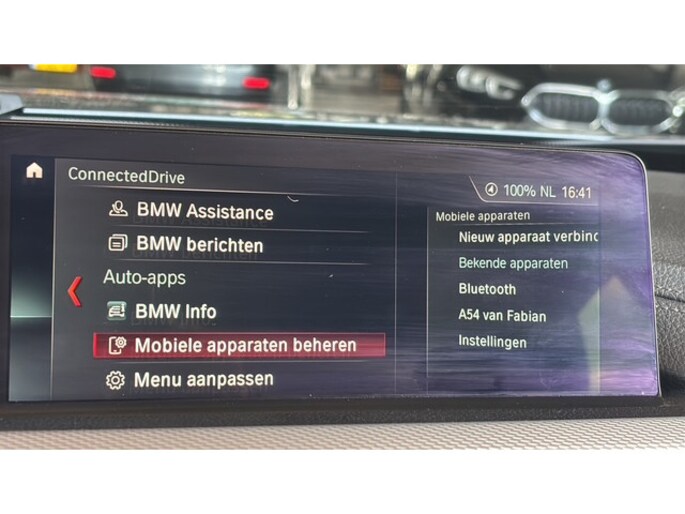 ConnectedDrive
100% NL 16:41
BMW Assistance
BMW berichten
Auto-apps
BMW Info
Mobiele apparaten beheren
Menu aanpassen
Mobiele apparaten
Nieuw apparaat verbind
Bekende apparaten
Bluetooth
A54 van Fabian
Instellingen